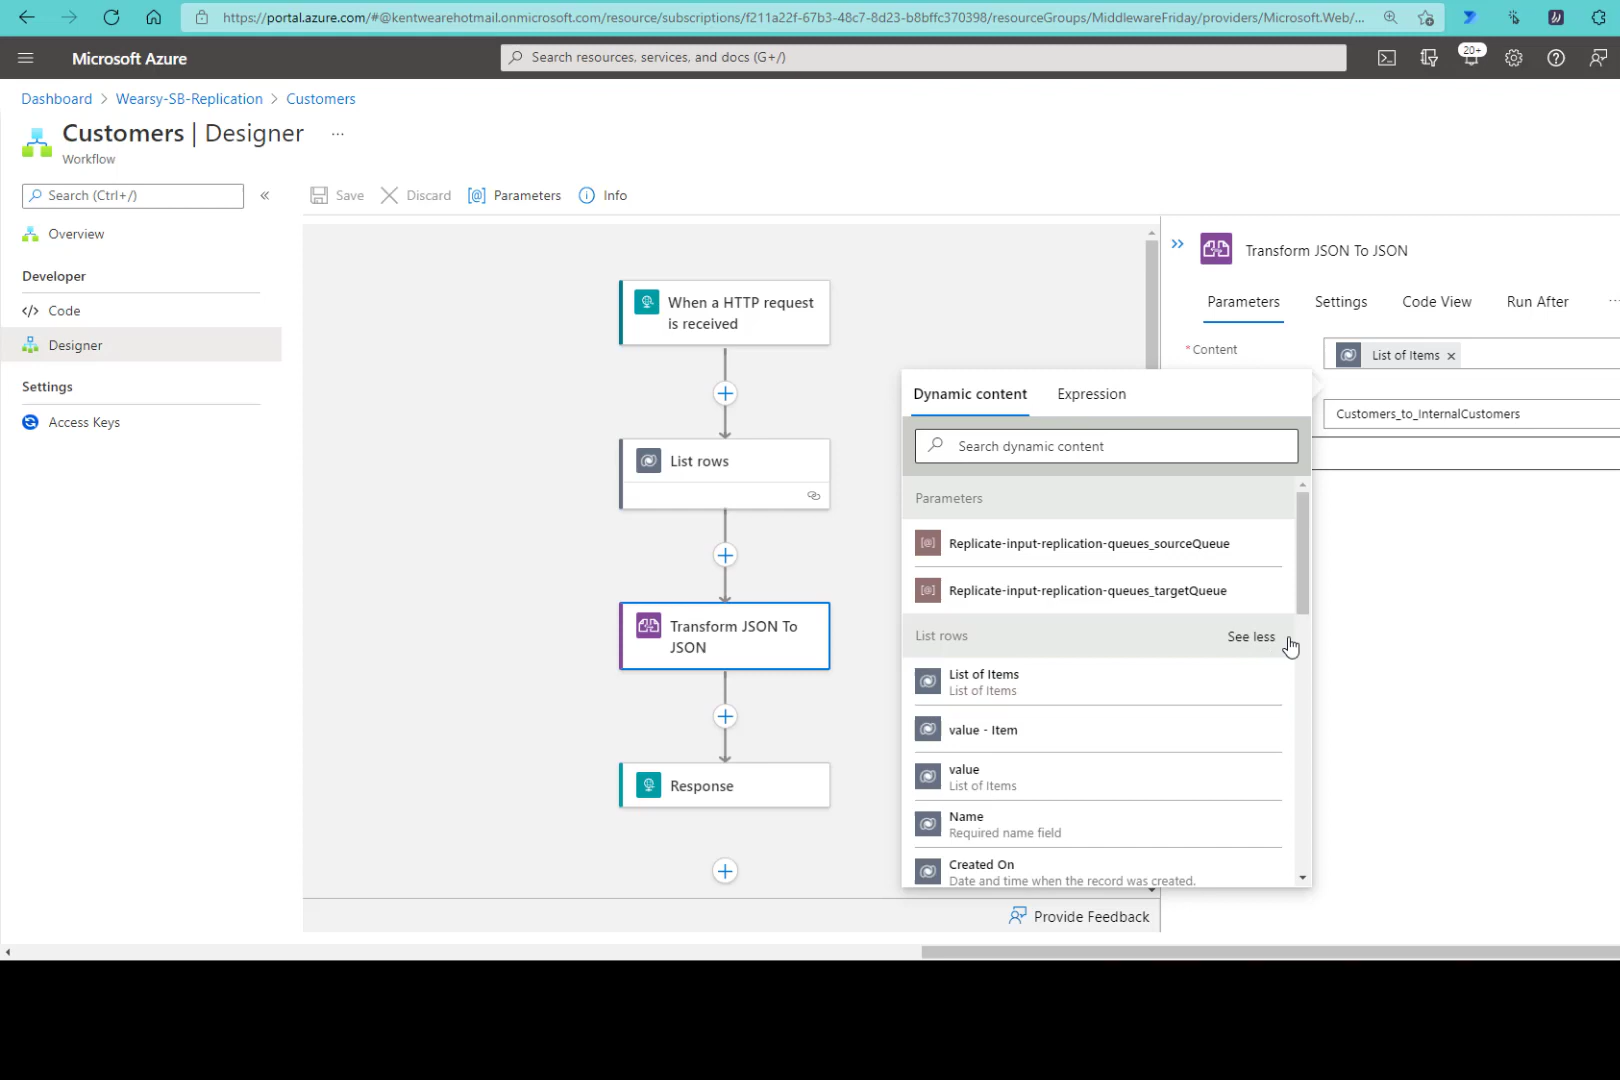 https://portal.azure.com/#@kentwearehotmail.onmicrosoft.com/resource/subscriptions/f211a22f-67b3-48c7-8d23-b8bffc370398/resourceGroups/MiddlewareFriday/providers/Microsoft.Web/...
Microsoft Azure
Search resources, services, and docs (G+/)
20+
Dashboard > Wearsy-SB-Replication > Customers
Customers | Designer ...
Workflow
Search (Ctrl+/)
«
Save
Discard
[@] Parameters
Info
Overview
Developer
</> Code
Designer
Settings
Access Keys
When a HTTP request
is received
List rows
Transform JSON To
JSON
Response
Provide Feedback
» Transform JSON To JSON
Parameters
Settings
Code View
Run After
...
* Content
List of Items ×
Customers_to_InternalCustomers
Dynamic content
Expression
Search dynamic content
Parameters
[@] Replicate-input-replication-queues_sourceQueue
[@] Replicate-input-replication-queues_targetQueue
List rows
See less
List of Items
List of Items
value - Item
value
List of Items
Name
Required name field
Created On
Date and time when the record was created.